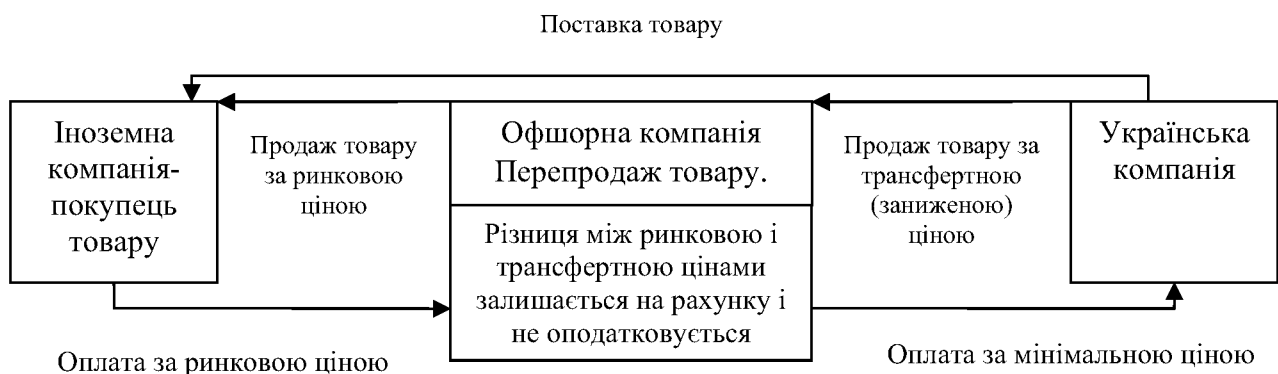 Поставка товару
Іноземна
компанія-
покупець
товару
Продаж товару
за ринковою
ціною
Офшорна компанія
Перепродаж товару.
Різниця між ринковою і
трансфертною цінами
залишається на рахунку і
не оподатковується
Продаж товару за
трансфертною
(заниженою)
ціною
Українська
компанія
Оплата за ринковою ціною
Оплата за мінімальною ціною